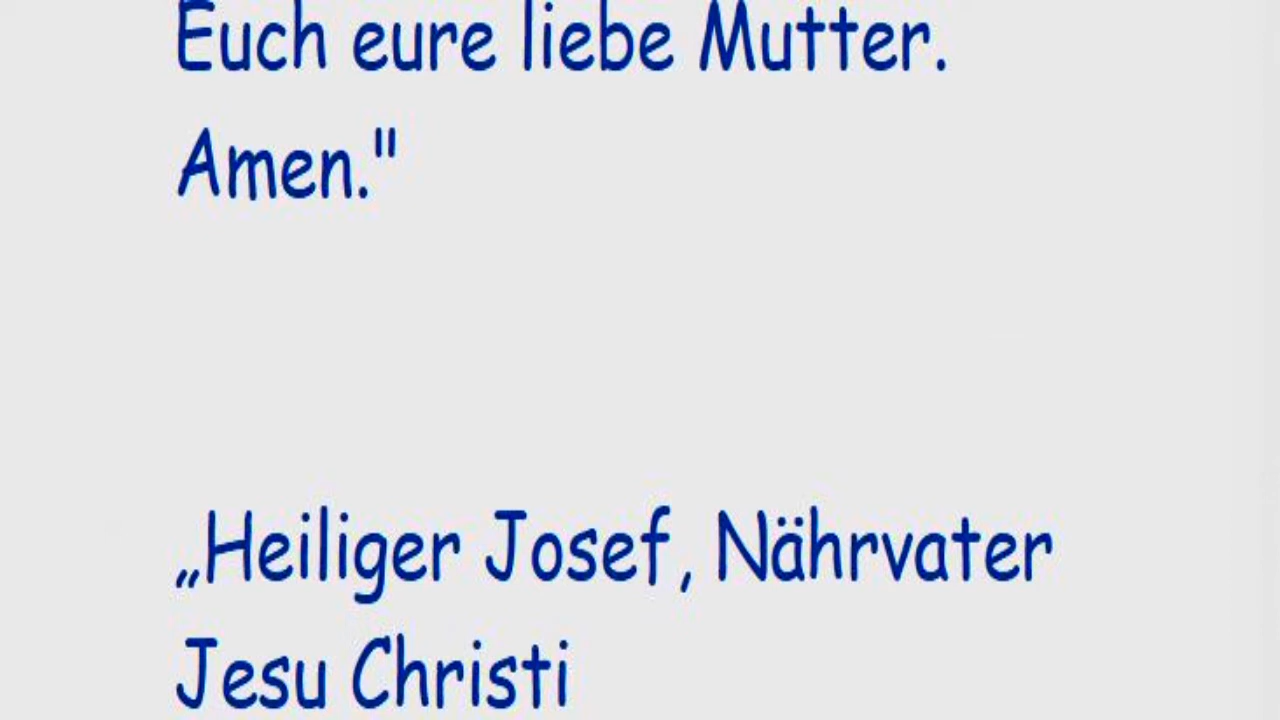 Euch eure liebe Mutter.
Amen."
„Heiliger Josef, Nährvater
Jesu Christi